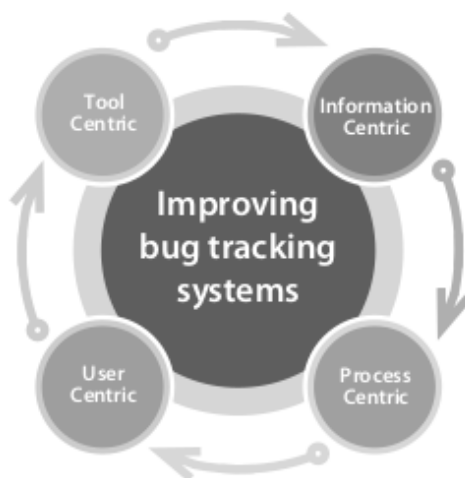 Tool
Centric
Information
Centric
Improving
bug tracking
systems
User
Centric
Process
Centric